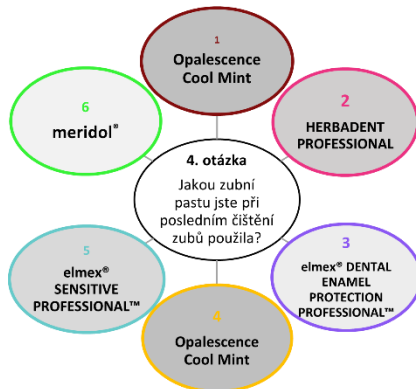 1
Opalescence
Cool Mint
2
HERBADENT
PROFESSIONAL
3
elmex® DENTAL
ENAMEL
PROTECTION
PROFESSIONAL™
4
Opalescence
Cool Mint
5
elmex®
SENSITIVE
PROFESSIONAL™
6
meridol®
4. otázka
Jakou zubní
pastu jste při
posledním čištění
zubů použila?